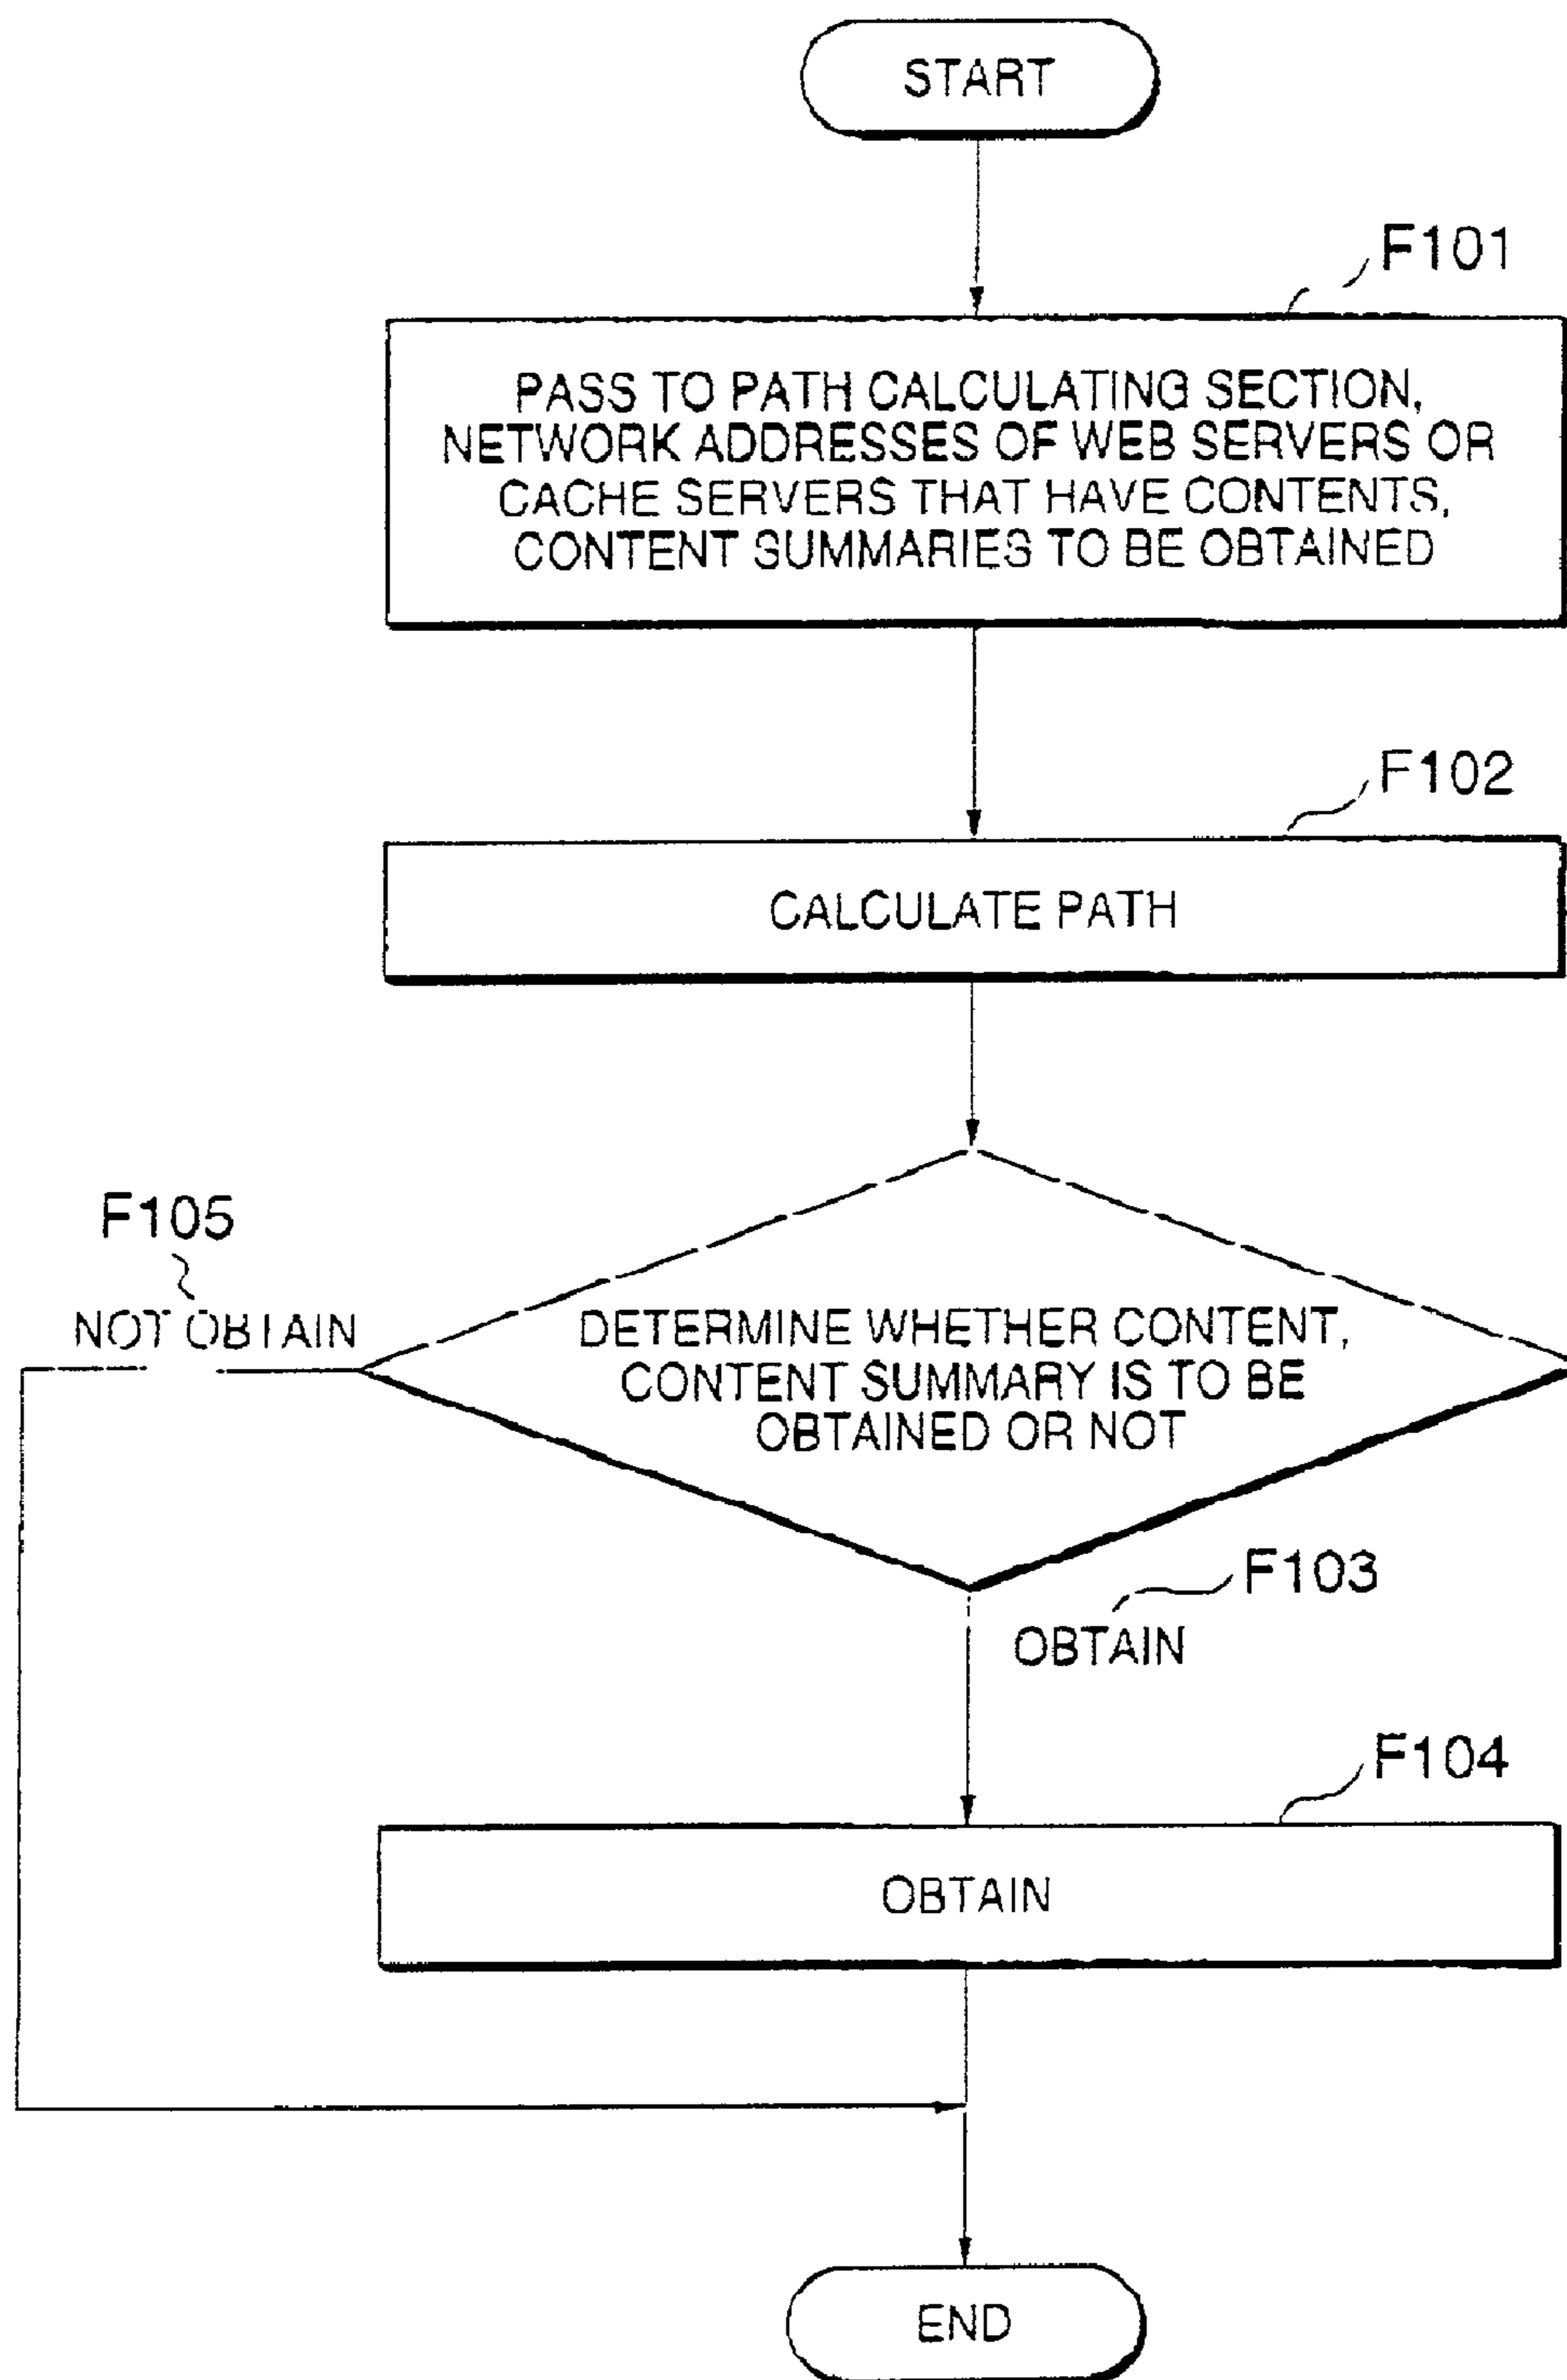 START
F101
PASS TO PATH CALCULATING SECTION,
NETWORK ADDRESSES OF WEB SERVERS OR
CACHE SERVERS THAT HAVE CONTENTS,
CONTENT SUMMARIES TO BE OBTAINED
F102
CALCULATE PATH
F105
NOT OBTAIN
DETERMINE WHETHER CONTENT,
CONTENT SUMMARY IS TO BE
OBTAINED OR NOT
F103
OBTAIN
F104
OBTAIN
END